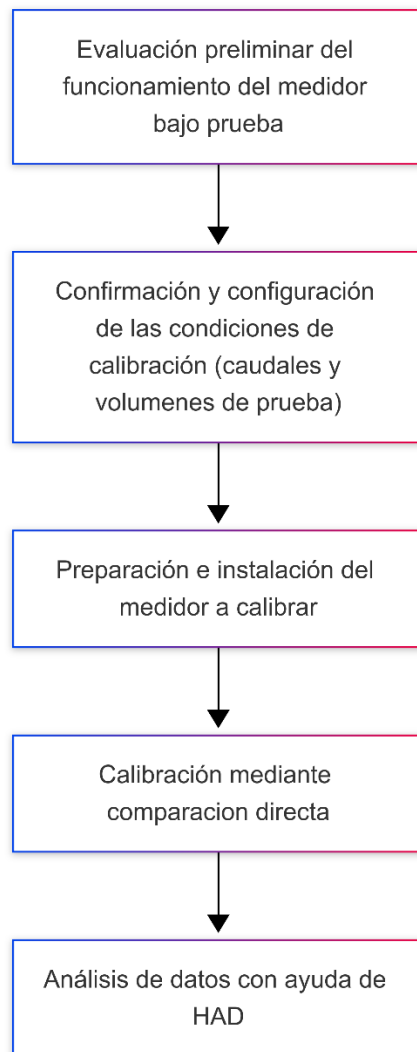 Evaluación preliminar del
funcionamiento del medidor
bajo prueba
Confirmación y configuración
de las condiciones de
calibración (caudales y
volumenes de prueba)
Preparación e instalación del
medidor a calibrar
Calibración mediante
comparacion directa
Análisis de datos con ayuda de
HAD